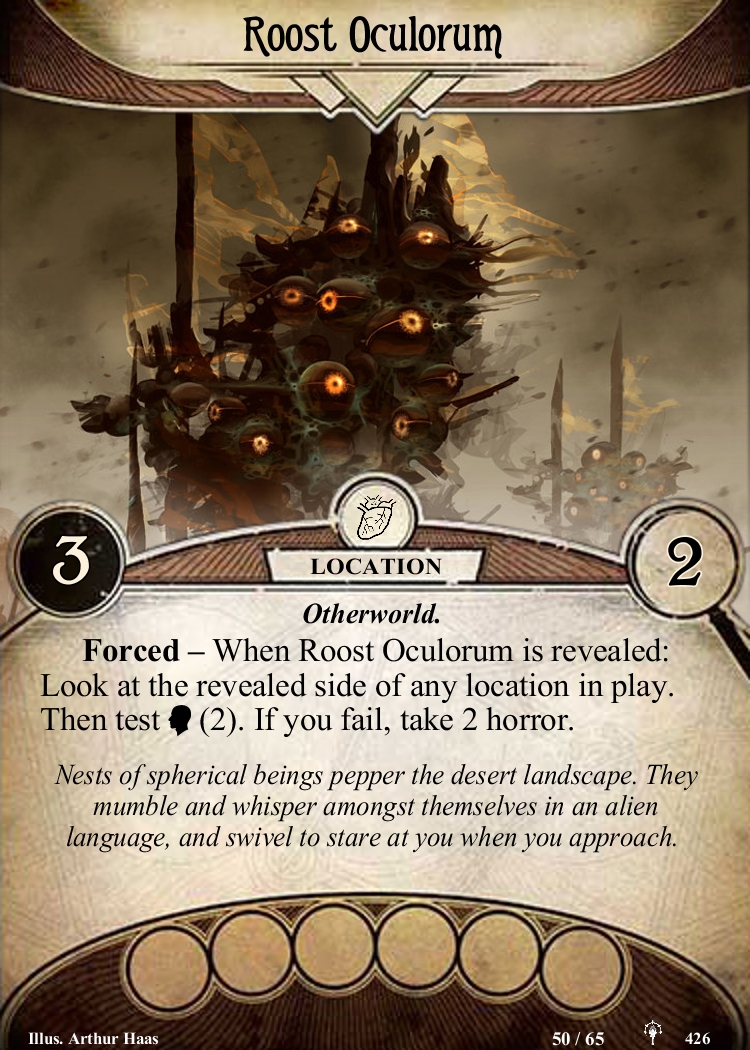 Roost Oculorum
3
LOCATION
2
Otherworld.
Forced – When Roost Oculorum is revealed:
Look at the revealed side of any location in play.
Then test (2). If you fail, take 2 horror.
Nests of spherical beings pepper the desert landscape. They
mumble and whisper amongst themselves in an alien
language, and swivel to stare at you when you approach.
Illus. Arthur Haas
50 / 65
426